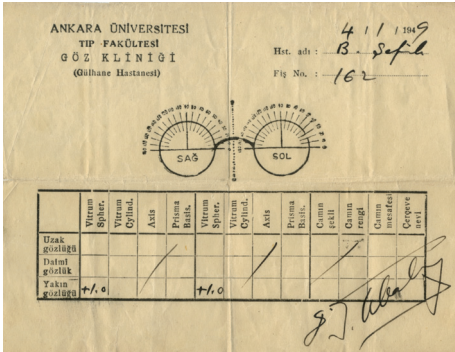 ANKARA ÜNİVERSİTESİ
TIP FAKÜLTESİ
GÖZ KLİNİĞİ
(Gülhane Hastanesi)
4/1/1949
Hst. adı : B.
Fiş No. : 162
SAĞ SOL
Vitrum Spher. Vitrum Cylind. Axis Prisma Basis. Vitrum Spher. Vitrum Cylind. Axis Prisma Basis. Camın şekli Camın rengi Camın mesafesi Çerçeve nevi
Uzak gözlüğü
Daimi gözlük
Yakın gözlüğü +1.0 +1.0